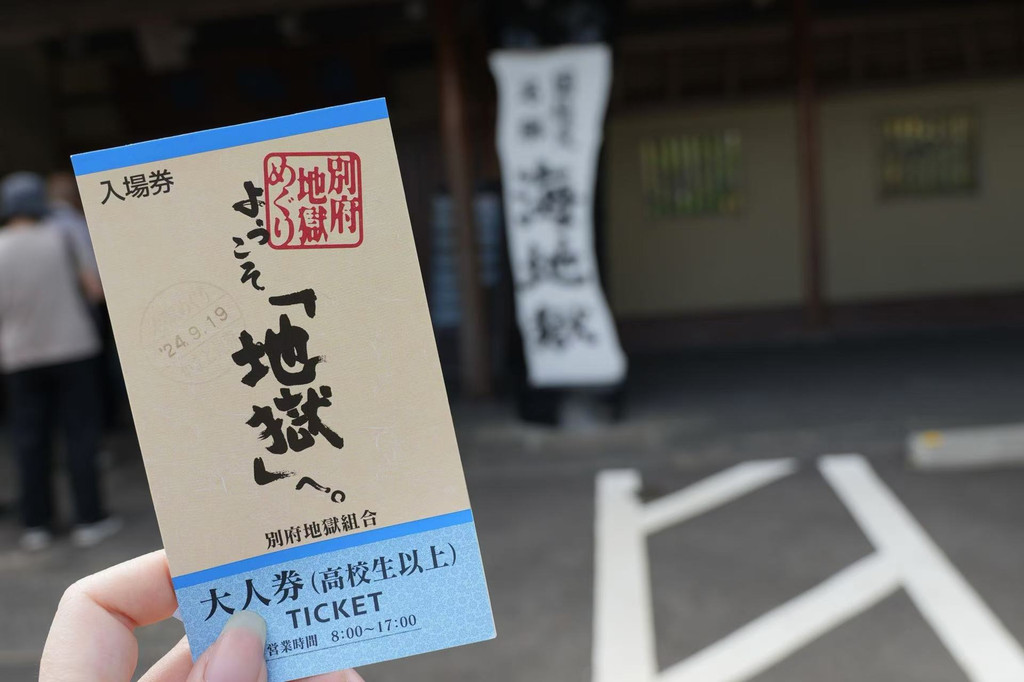 入場券
別府
地獄
めぐり
ようこそ
「地獄」へ。
'24.9.19
別府地獄組合
大人券(高校生以上)
TICKET
営業時間 8:00~17:00
海地獄